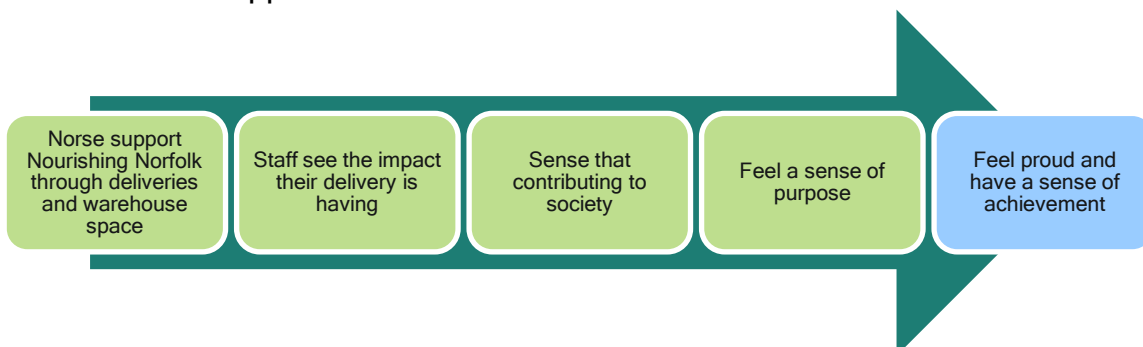 Norse support
Nourishing Norfolk
through deliveries
and warehouse
space
Staff see the impact
their delivery is
having
Sense that
contributing to
society
Feel a sense of
purpose
Feel proud and
have a sense of
achievement